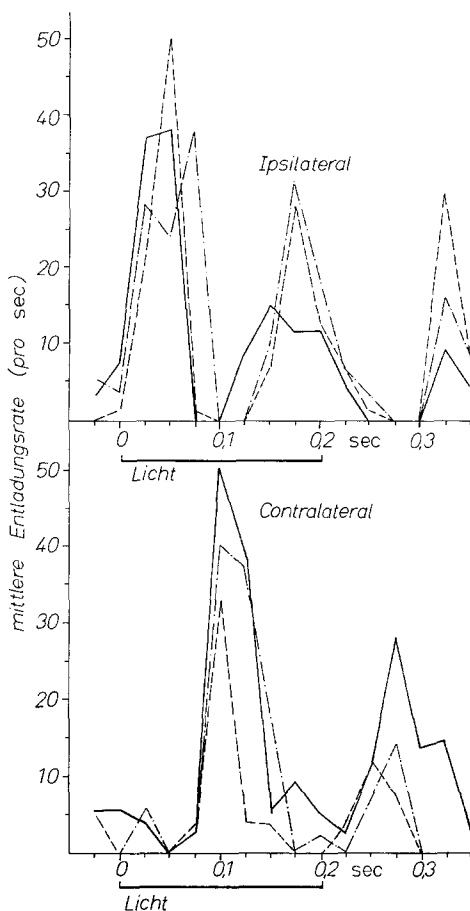 50
40
Ipsilateral
30
20
10
0 0,1 0,2 sec 0,3
Licht
mittlere Entladungsrate (pro sec)
50
Contralateral
40
30
20
10
0 0,1 0,2 sec 0,3
Licht